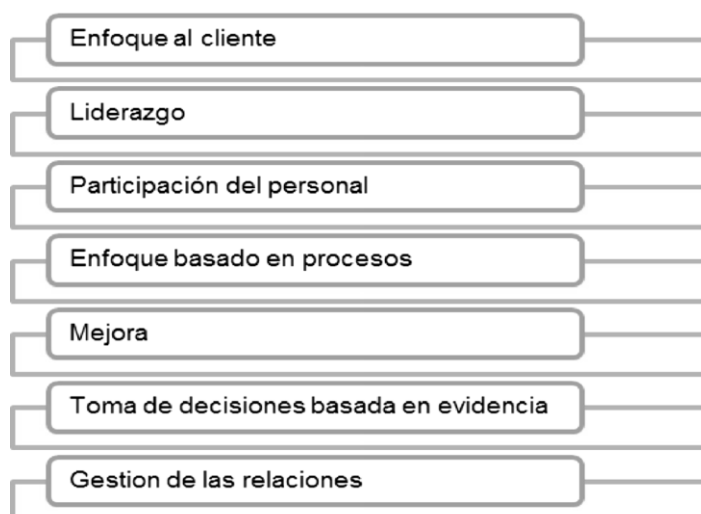 Enfoque al cliente
Liderazgo
Participación del personal
Enfoque basado en procesos
Mejora
Toma de decisiones basada en evidencia
Gestion de las relaciones